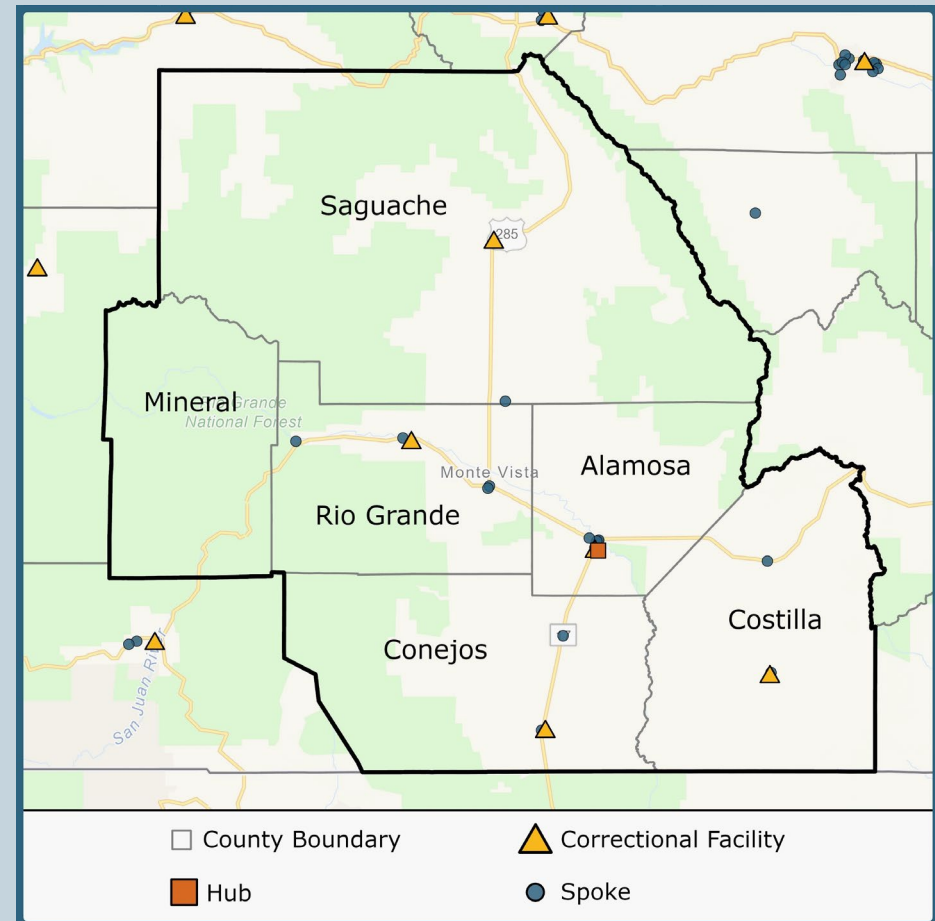 Saguache
285
Mineral
Rio Grande
National Forest
Monte Vista
Alamosa
Rio Grande
Costilla
Conejos
San Juan River
County Boundary
Correctional Facility
Hub
Spoke